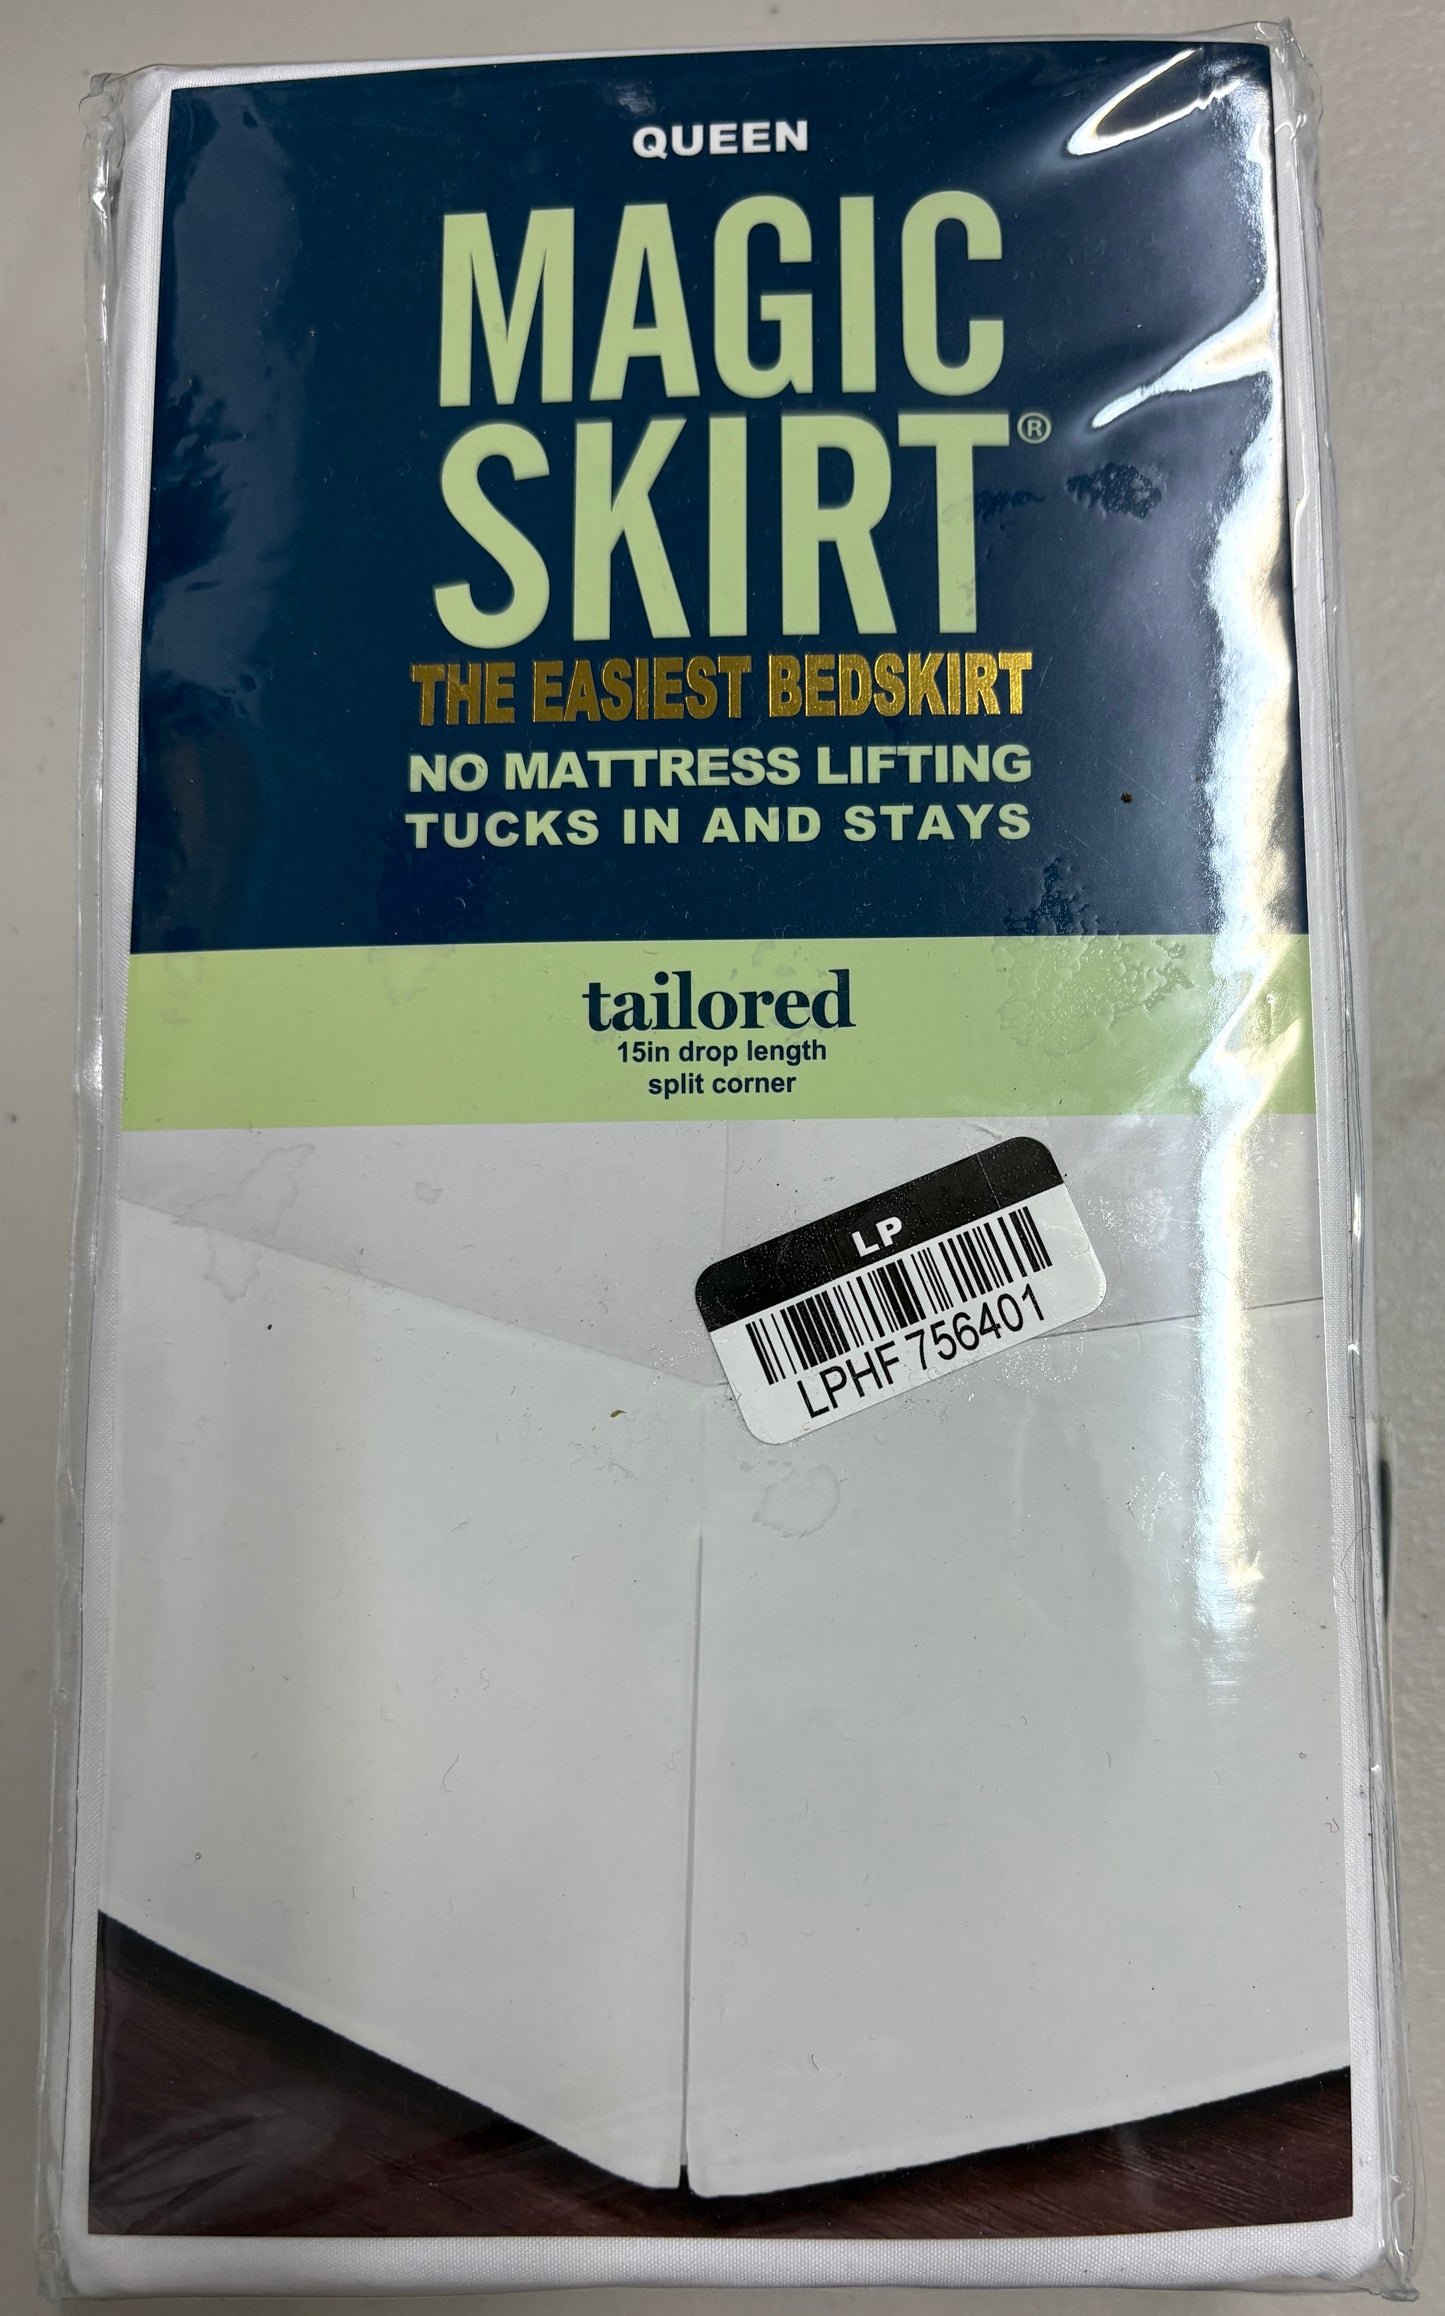 QUEEN
MAGIC
SKIRT®
THE EASIEST BEDSKIRT
NO MATTRESS LIFTING
TUCKS IN AND STAYS
tailored
15in drop length
split corner
LP
LPHF756401